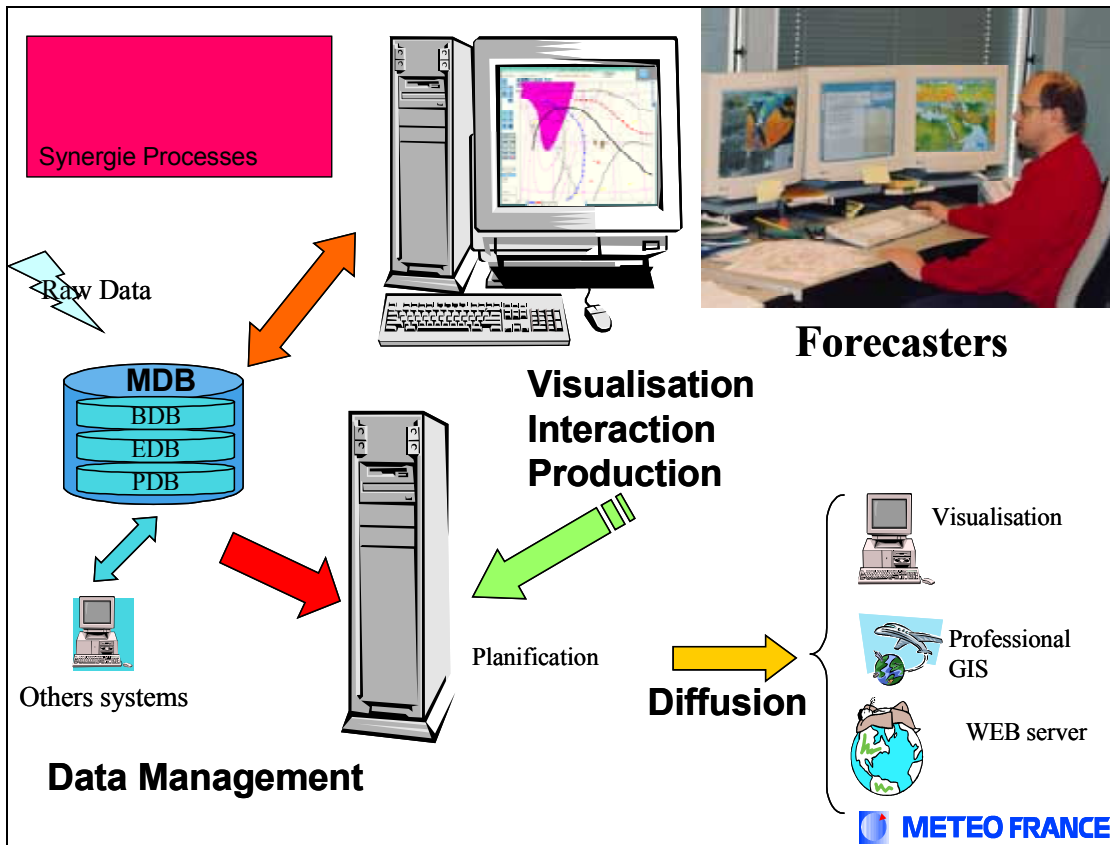 Synergie Processes
Raw Data
Forecasters
MDB
BDB
EDB
PDB
Visualisation
Interaction
Production
Visualisation
Professional
GIS
WEB server
Planification
Others systems
Diffusion
Data Management
METEO FRANCE